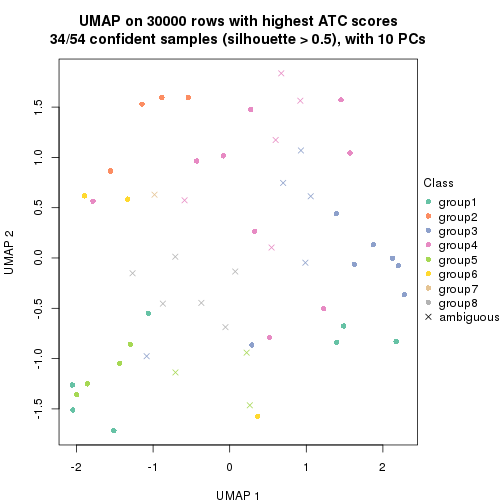 UMAP on 30000 rows with highest ATC scores
34/54 confident samples (silhouette > 0.5), with 10 PCs
1.5
1.0
0.5
0.0
-0.5
-1.0
-1.5
UMAP 2
-2
-1
0
1
2
UMAP 1
Class
group1
group2
group3
group4
group5
group6
group7
group8
ambiguous